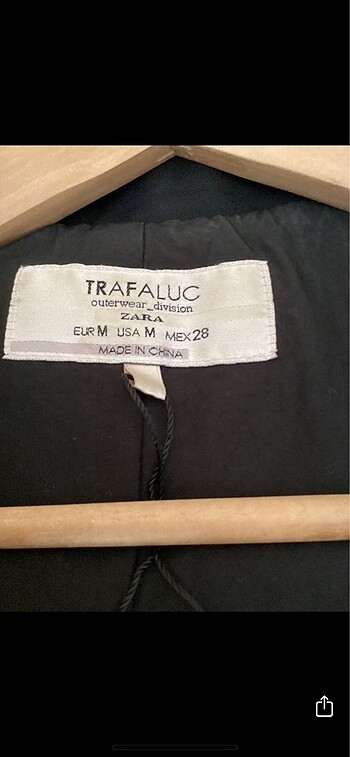 TRAFALUC
outerwear_division
ZARA
EUR M USA M MEX 28
MADE IN CHINA